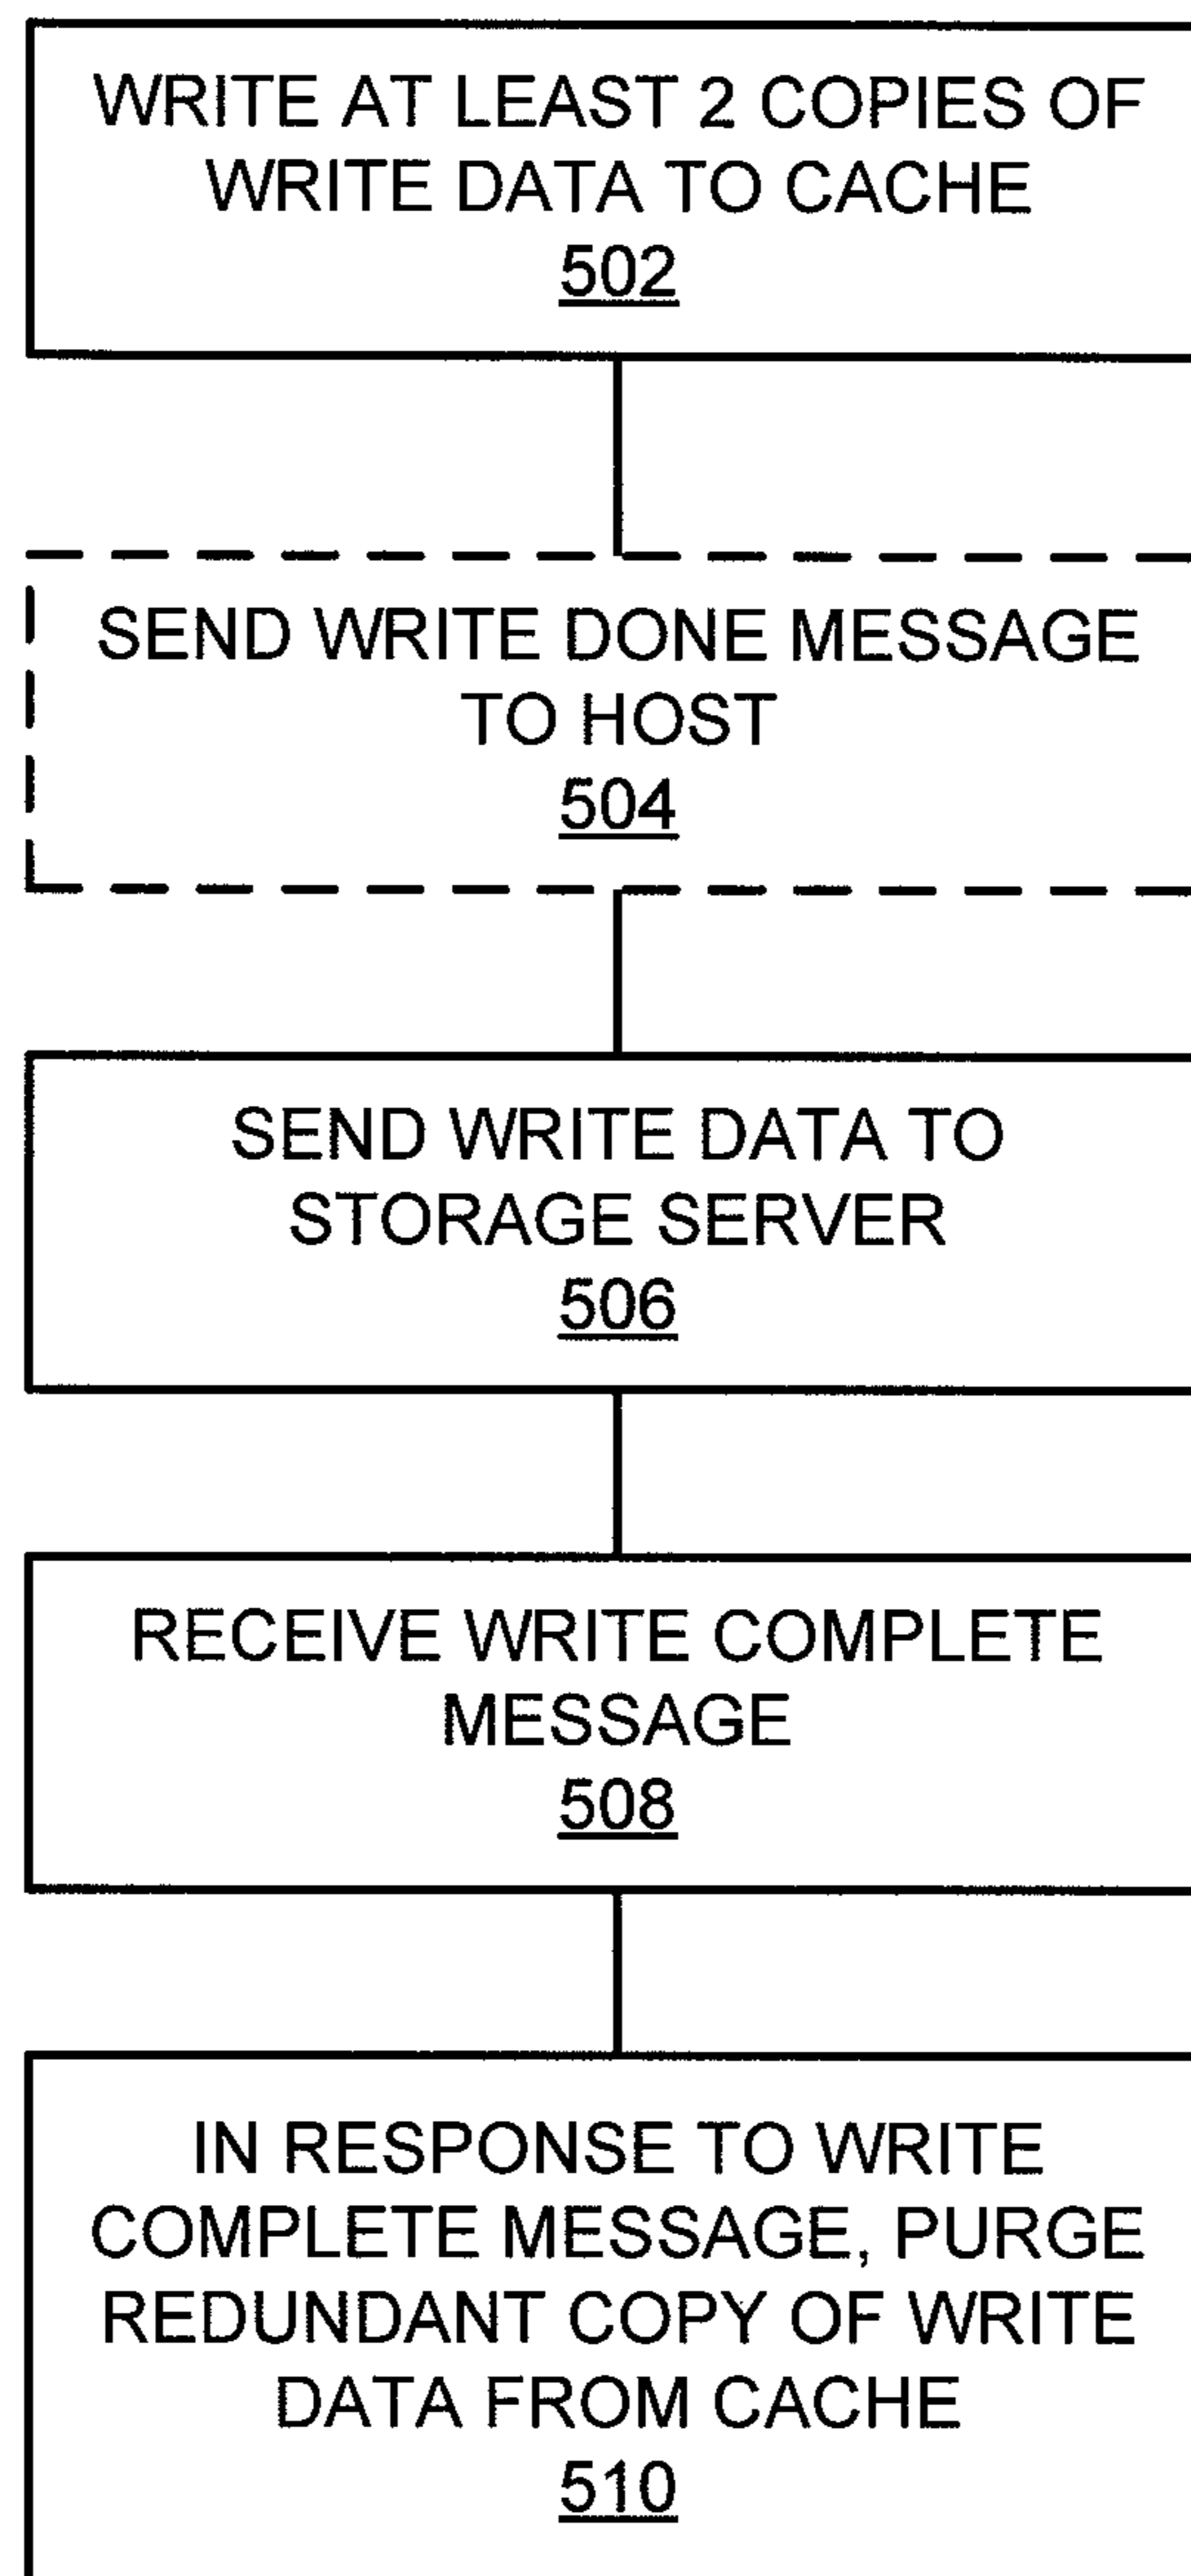 WRITE AT LEAST 2 COPIES OF
WRITE DATA TO CACHE
502
SEND WRITE DONE MESSAGE
TO HOST
504
SEND WRITE DATA TO
STORAGE SERVER
506
RECEIVE WRITE COMPLETE
MESSAGE
508
IN RESPONSE TO WRITE
COMPLETE MESSAGE, PURGE
REDUNDANT COPY OF WRITE
DATA FROM CACHE
510